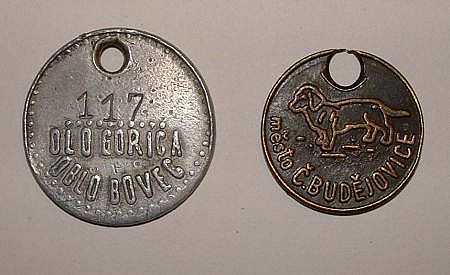 117
OLO GORICA
OBLO BOVEC
město Č.BUDĚJOVICE